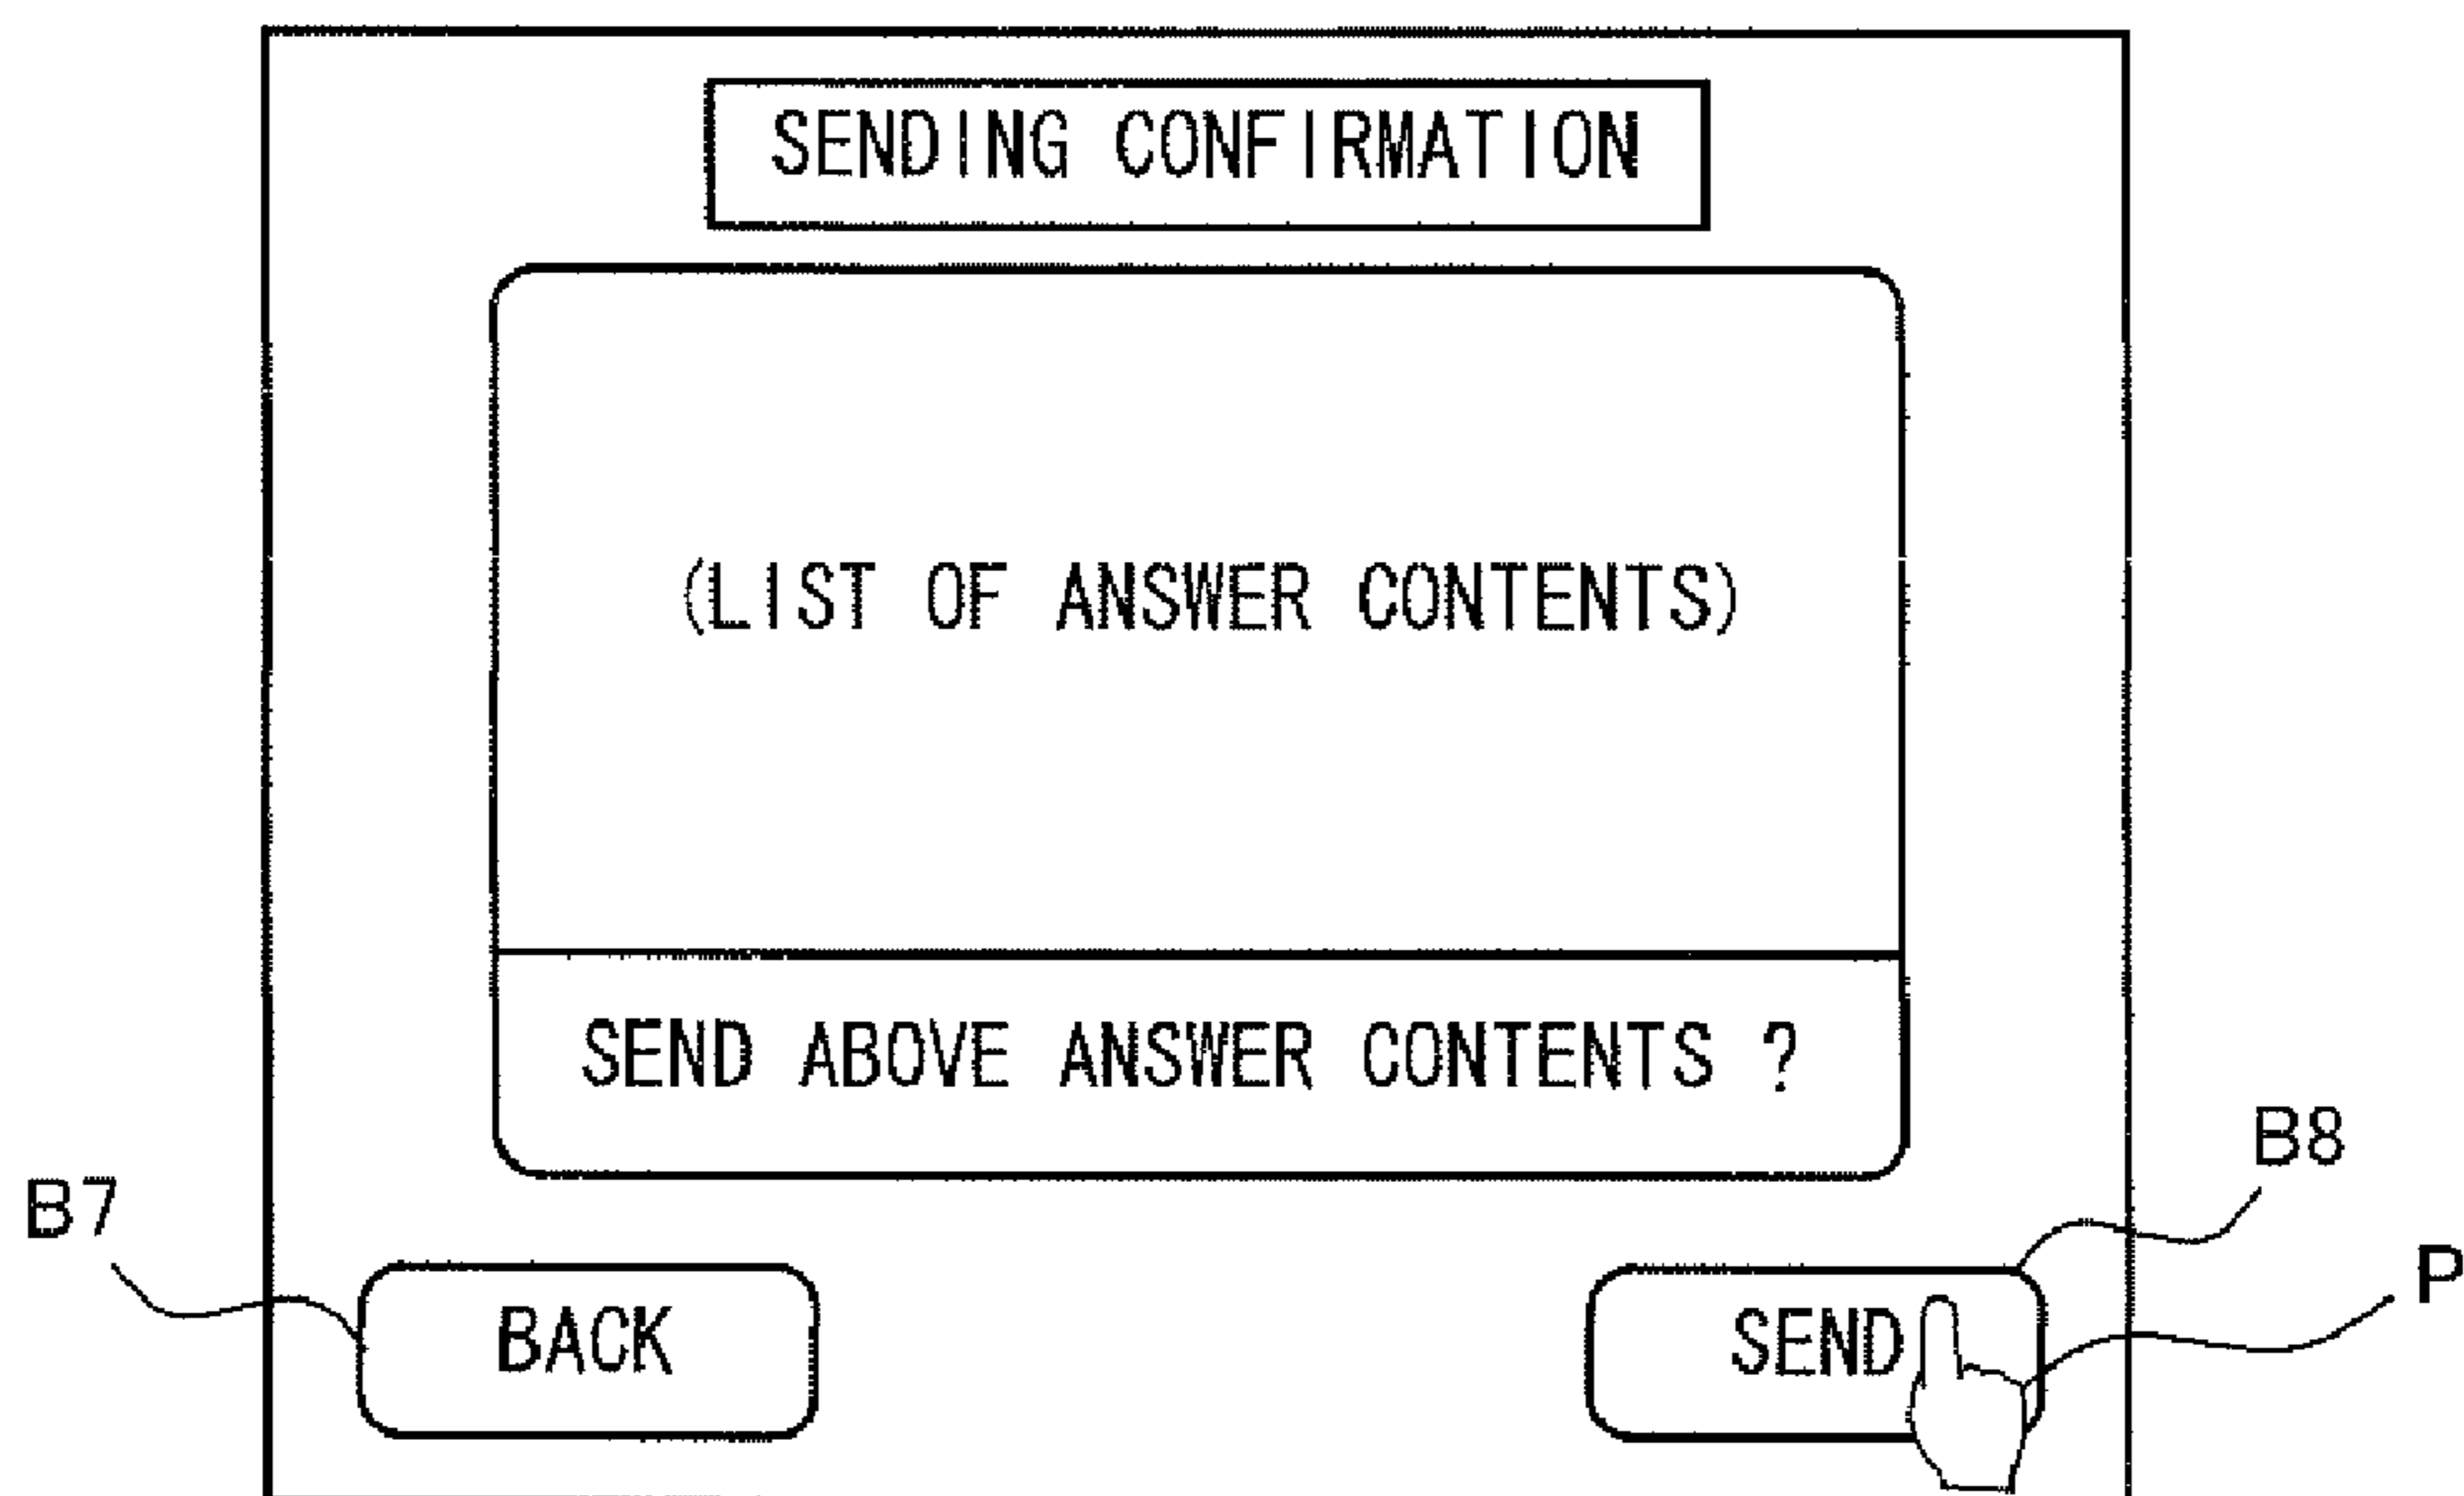 SENDING CONFIRMATION
(LIST OF ANSWER CONTENTS)
SEND ABOVE ANSWER CONTENTS ?
B7
B8
P
BACK
SEND